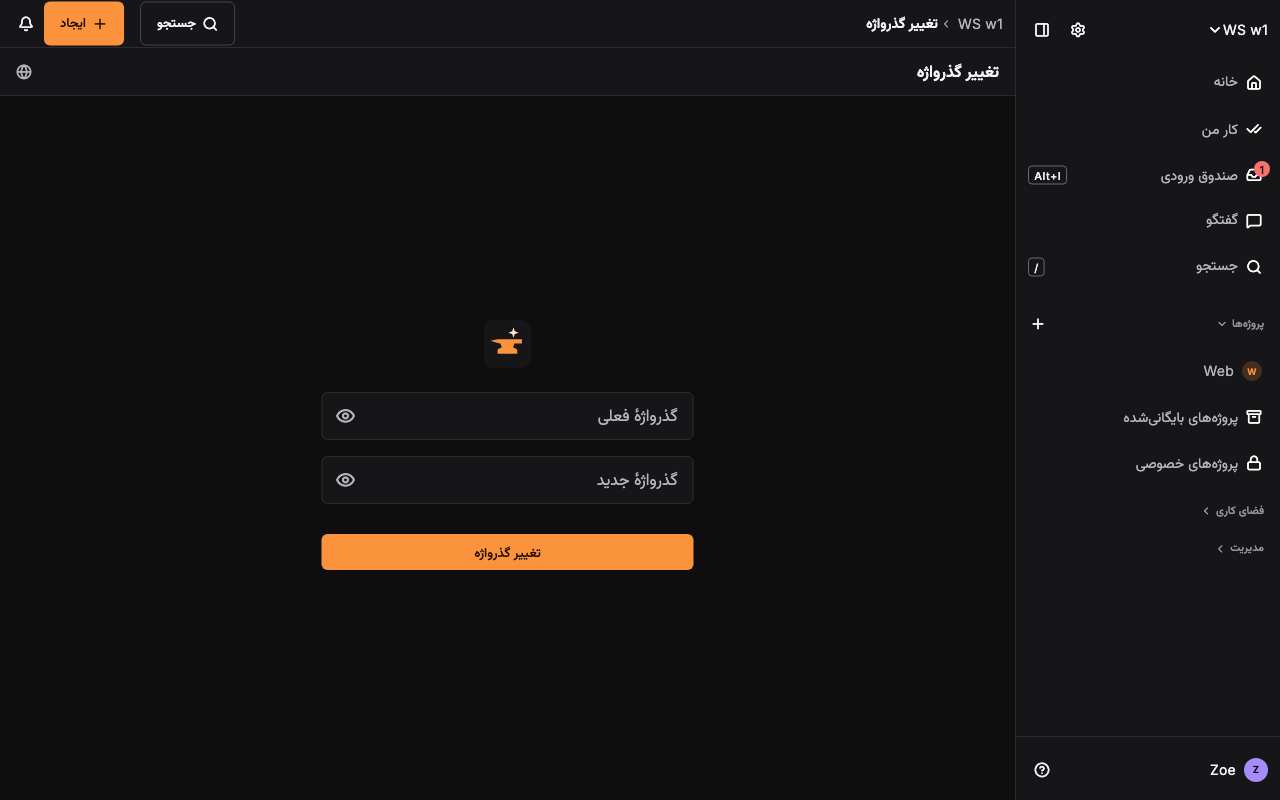 WS w1
خانه
کار من
صندوق ورودی
1
Alt+I
گفتگو
جستجو
/
پروژه‌ها
W
Web
پروژه‌های بایگانی‌شده
پروژه‌های خصوصی
فضای کاری
مدیریت
Z
Zoe
WS w1 › تغییر گذرواژه
جستجو
ایجاد
تغییر گذرواژه
گذرواژهٔ فعلی
گذرواژهٔ جدید
تغییر گذرواژه